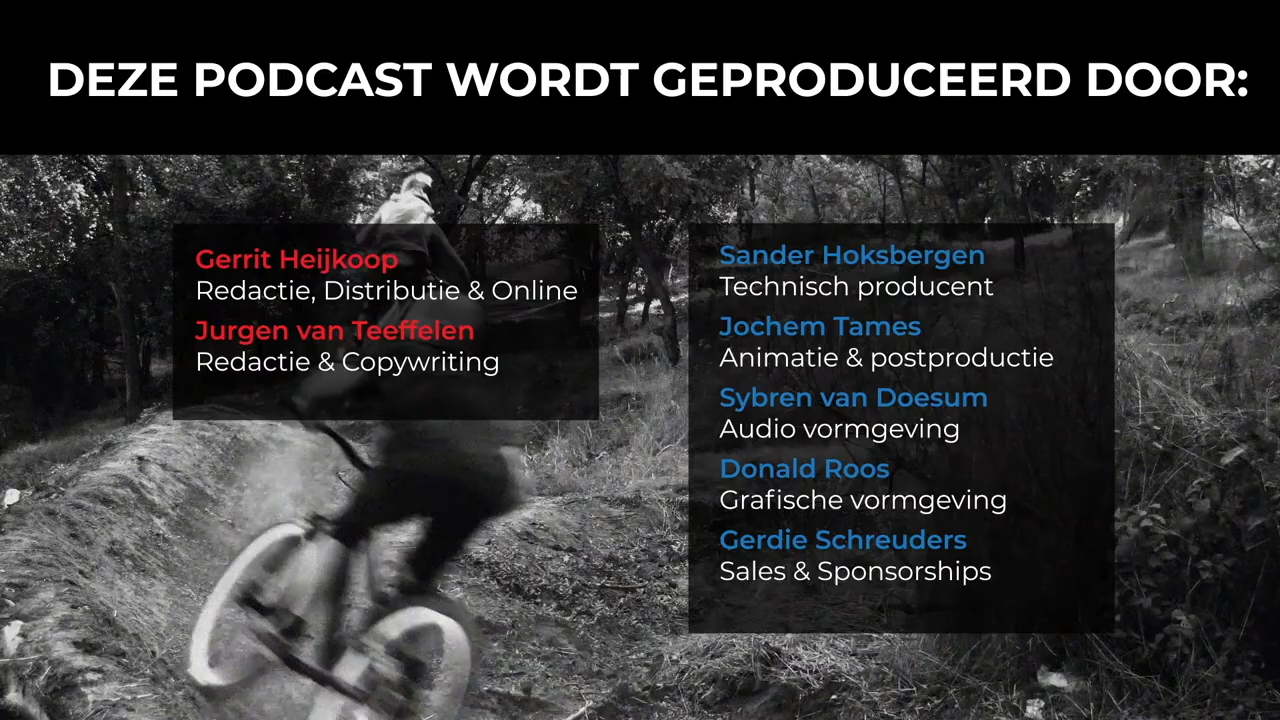 DEZE PODCAST WORDT GEPRODUCEERD DOOR:
Gerrit Heijkoop
Redactie, Distributie & Online
Jurgen van Teeffelen
Redactie & Copywriting
Sander Hoksbergen
Technisch producent
Jochem Tames
Animatie & postproductie
Sybren van Doesum
Audio vormgeving
Donald Roos
Grafische vormgeving
Gerdie Schreuders
Sales & Sponsorships